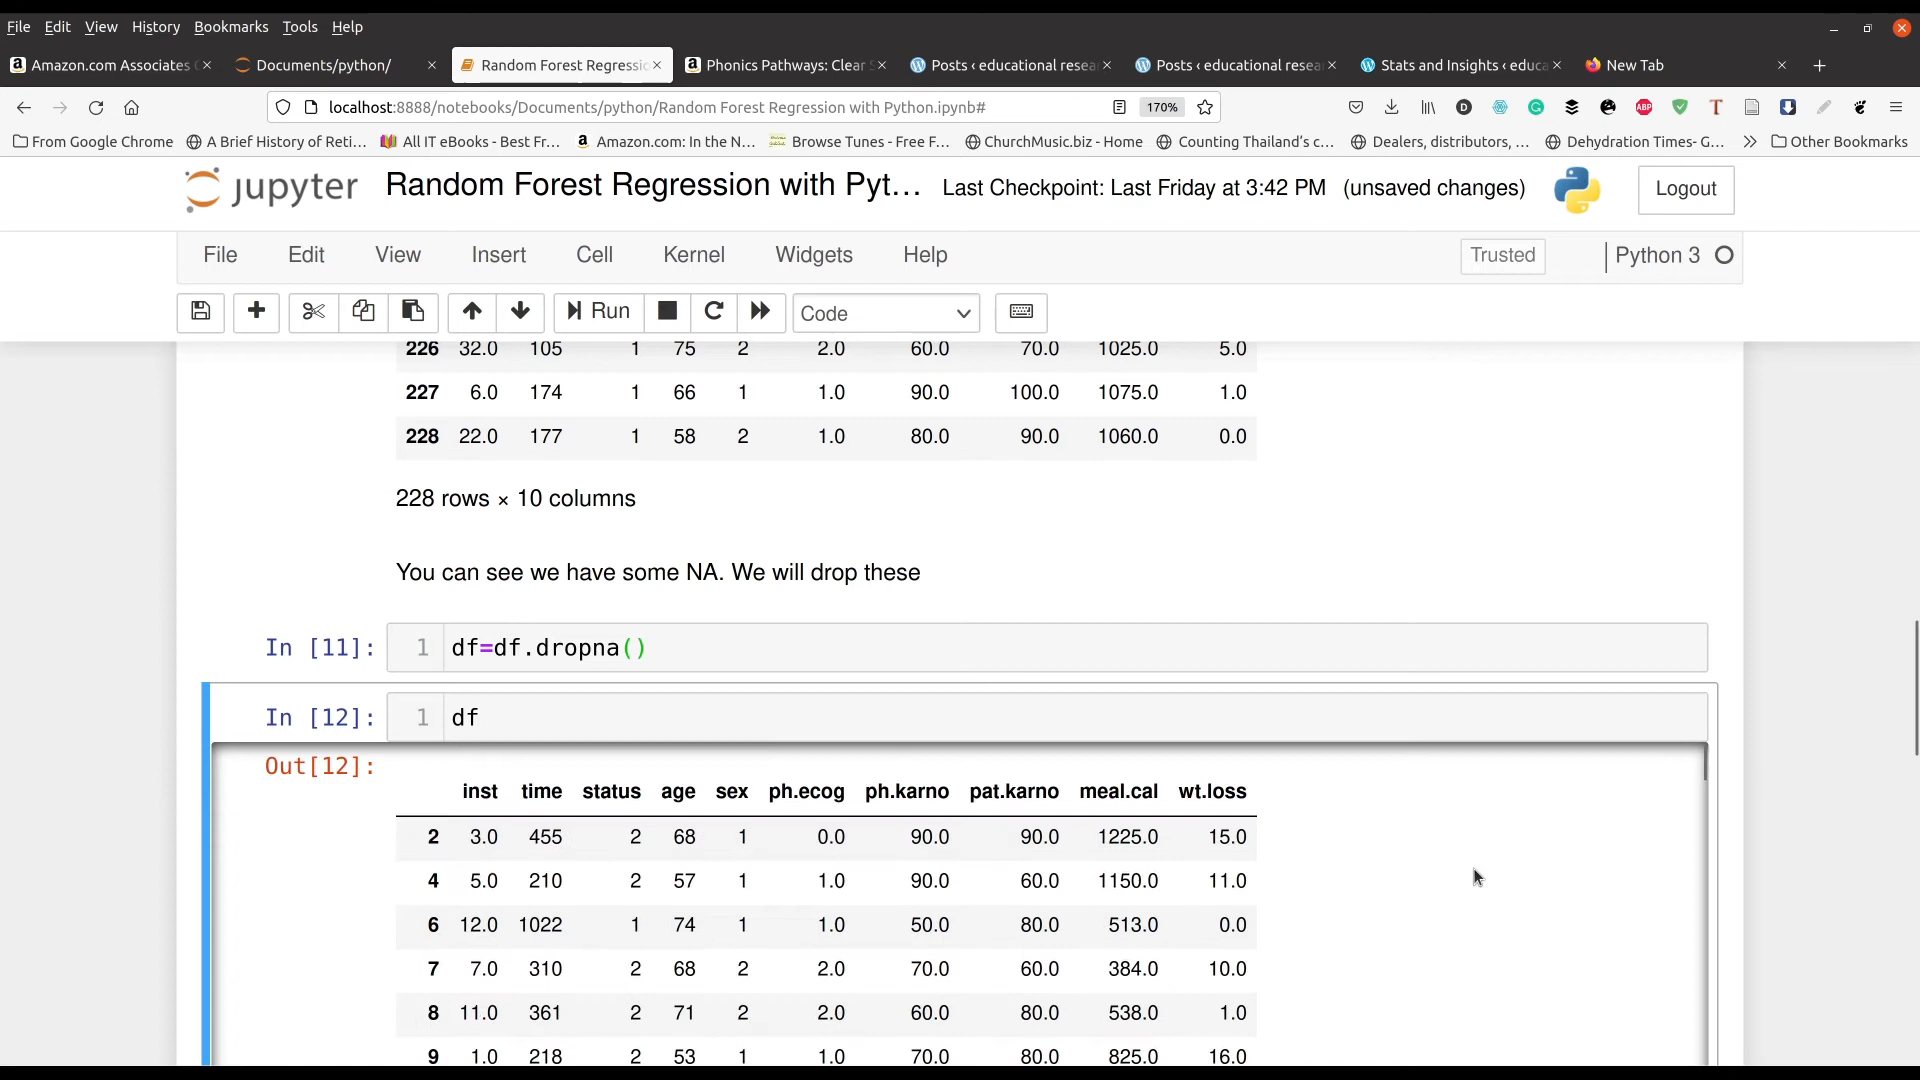 File Edit View History Bookmarks Tools Help
Amazon.com Associates Documents/python/ Random Forest Regressi Phonics Pathways: Clear S Posts ‹ educational resea Posts ‹ educational resea Stats and Insights ‹ educa New Tab
localhost:8888/notebooks/Documents/python/Random Forest Regression with Python.ipynb# 170%
From Google Chrome A Brief History of Reti... All IT eBooks - Best Fr... Amazon.com: In the N... Browse Tunes - Free F... ChurchMusic.biz - Home Counting Thailand's c... Dealers, distributors, ... Dehydration Times- G... Other Bookmarks
jupyter Random Forest Regression with Pyt... Last Checkpoint: Last Friday at 3:42 PM (unsaved changes) Logout
File Edit View Insert Cell Kernel Widgets Help Trusted Python 3
Run Code
226 32.0 105 1 75 2 2.0 60.0 70.0 1025.0 5.0
227 6.0 174 1 66 1 1.0 90.0 100.0 1075.0 1.0
228 22.0 177 1 58 2 1.0 80.0 90.0 1060.0 0.0
228 rows × 10 columns
You can see we have some NA. We will drop these
In [11]: 1 df=df.dropna()
In [12]: 1 df
Out[12]:
inst time status age sex ph.ecog ph.karno pat.karno meal.cal wt.loss
2 3.0 455 2 68 1 0.0 90.0 90.0 1225.0 15.0
4 5.0 210 2 57 1 1.0 90.0 60.0 1150.0 11.0
6 12.0 1022 1 74 1 1.0 50.0 80.0 513.0 0.0
7 7.0 310 2 68 2 2.0 70.0 60.0 384.0 10.0
8 11.0 361 2 71 2 2.0 60.0 80.0 538.0 1.0
9 1.0 218 2 53 1 1.0 70.0 80.0 825.0 16.0